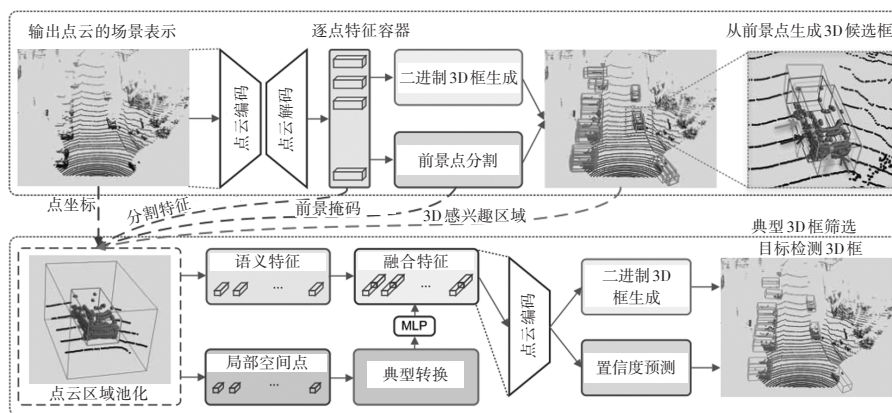 输出点云的场景表示
逐点特征容器
从前景点生成3D候选框
点云编码
点云解码
二进制3D框生成
前景点分割
点坐标
分割特征
前景掩码
3D感兴趣区域
典型3D框筛选
目标检测3D框
语义特征
融合特征
...
...
点云编码
二进制3D
框生成
MLP
局部空间点
...
典型转换
置信度预测
点云区域池化